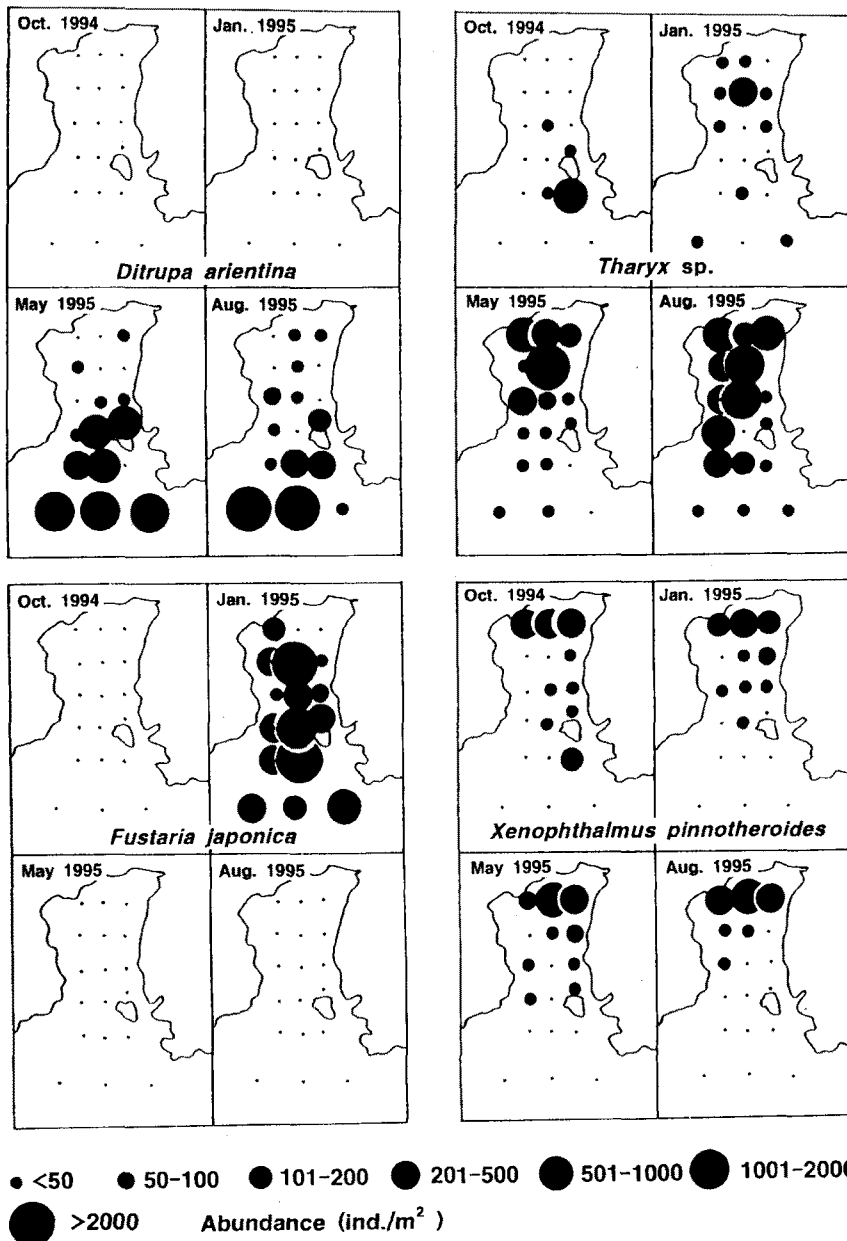 Oct. 1994 Jan. 1995
Ditrupa arientina
May 1995 Aug. 1995
Oct. 1994 Jan. 1995
Tharyx sp.
May 1995 Aug. 1995
Oct. 1994 Jan. 1995
Fustaria japonica
May 1995 Aug. 1995
Oct. 1994 Jan. 1995
Xenophthalmus pinnotheroides
May 1995 Aug. 1995
<50 50-100 101-200 201-500 501-1000 1001-2000
>2000 Abundance (ind./m² )